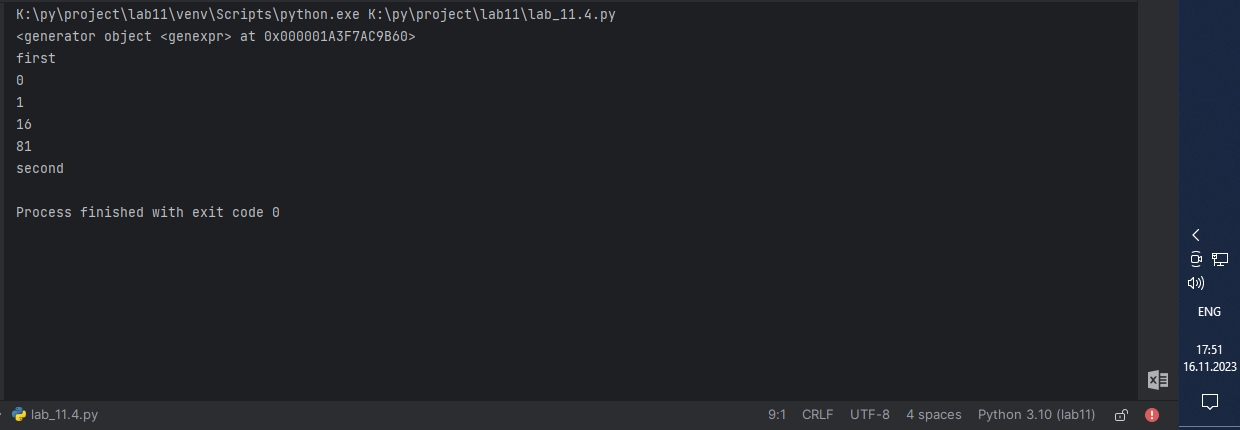 K:\py\project\lab11\venv\Scripts\python.exe K:\py\project\lab11\lab_11.4.py
<generator object <genexpr> at 0x000001A3F7AC9B60>
first
0
1
16
81
second
Process finished with exit code 0
ENG
17:51
16.11.2023
lab_11.4.py
9:1 CRLF UTF-8 4 spaces Python 3.10 (lab11)